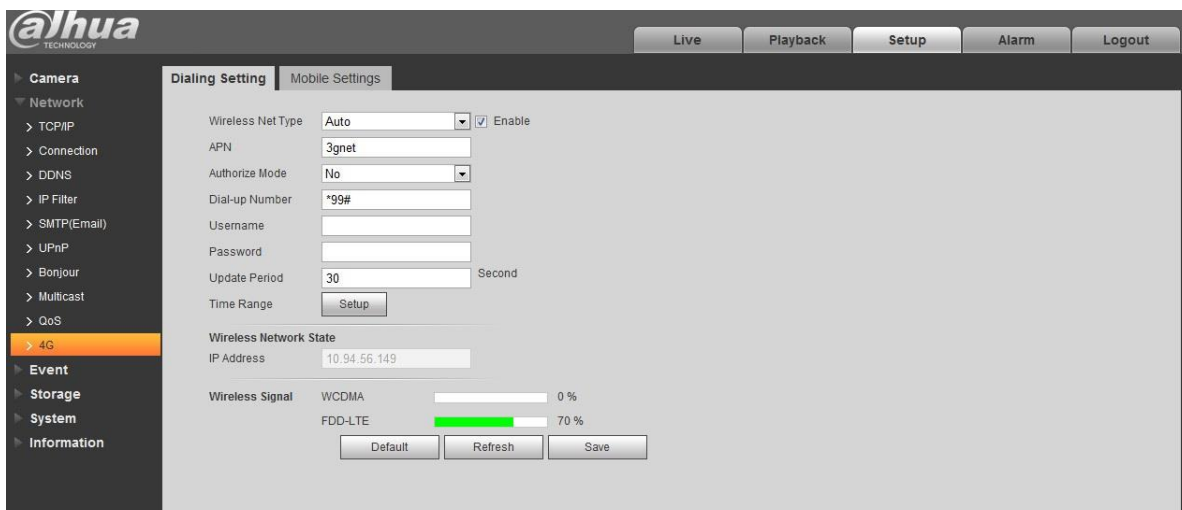 alhua
TECHNOLOGY
Live
Playback
Setup
Alarm
Logout
Camera
Network
> TCP/IP
> Connection
> DDNS
> IP Filter
> SMTP(Email)
> UPnP
> Bonjour
> Multicast
> QoS
> 4G
Event
Storage
System
Information
Dialing Setting
Mobile Settings
Wireless Net Type Auto Enable
APN 3gnet
Authorize Mode No
Dial-up Number *99#
Username
Password
Update Period 30 Second
Time Range Setup
Wireless Network State
IP Address 10.94.56.149
Wireless Signal WCDMA 0 %
FDD-LTE 70 %
Default Refresh Save